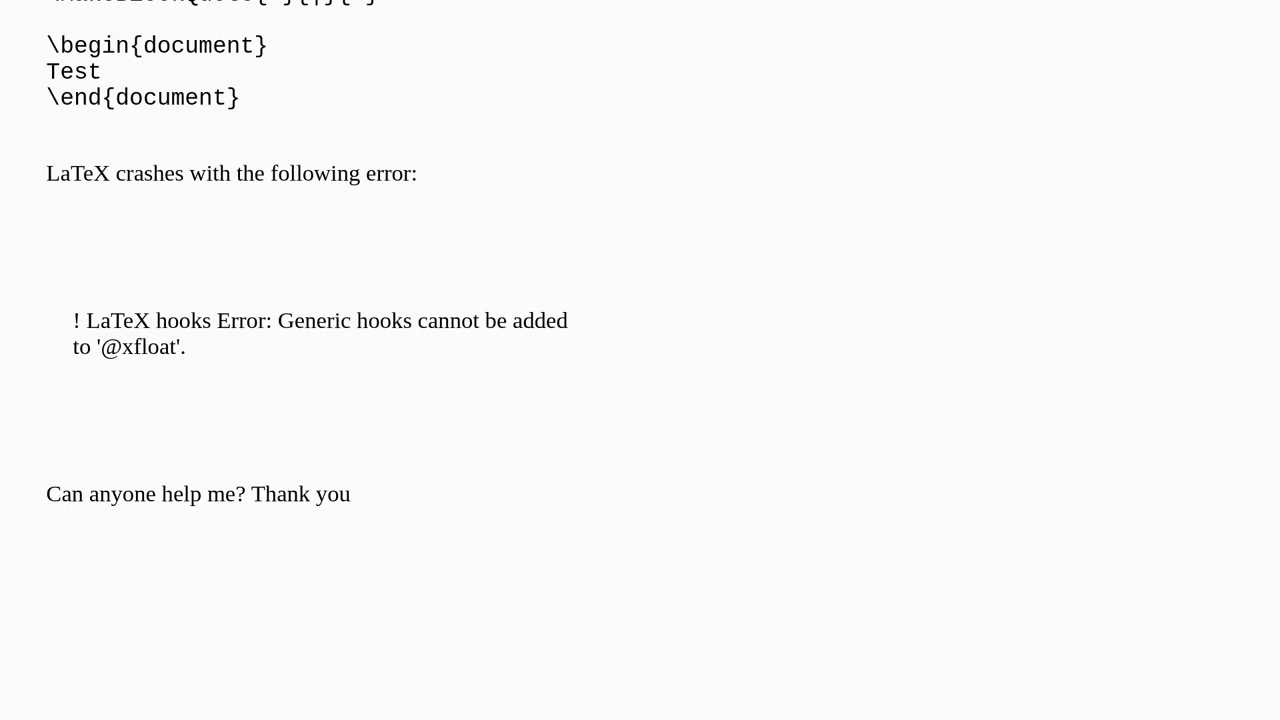 \begin{document}
Test
\end{document}
LaTeX crashes with the following error:
! LaTeX hooks Error: Generic hooks cannot be added
to '@xfloat'.
Can anyone help me? Thank you